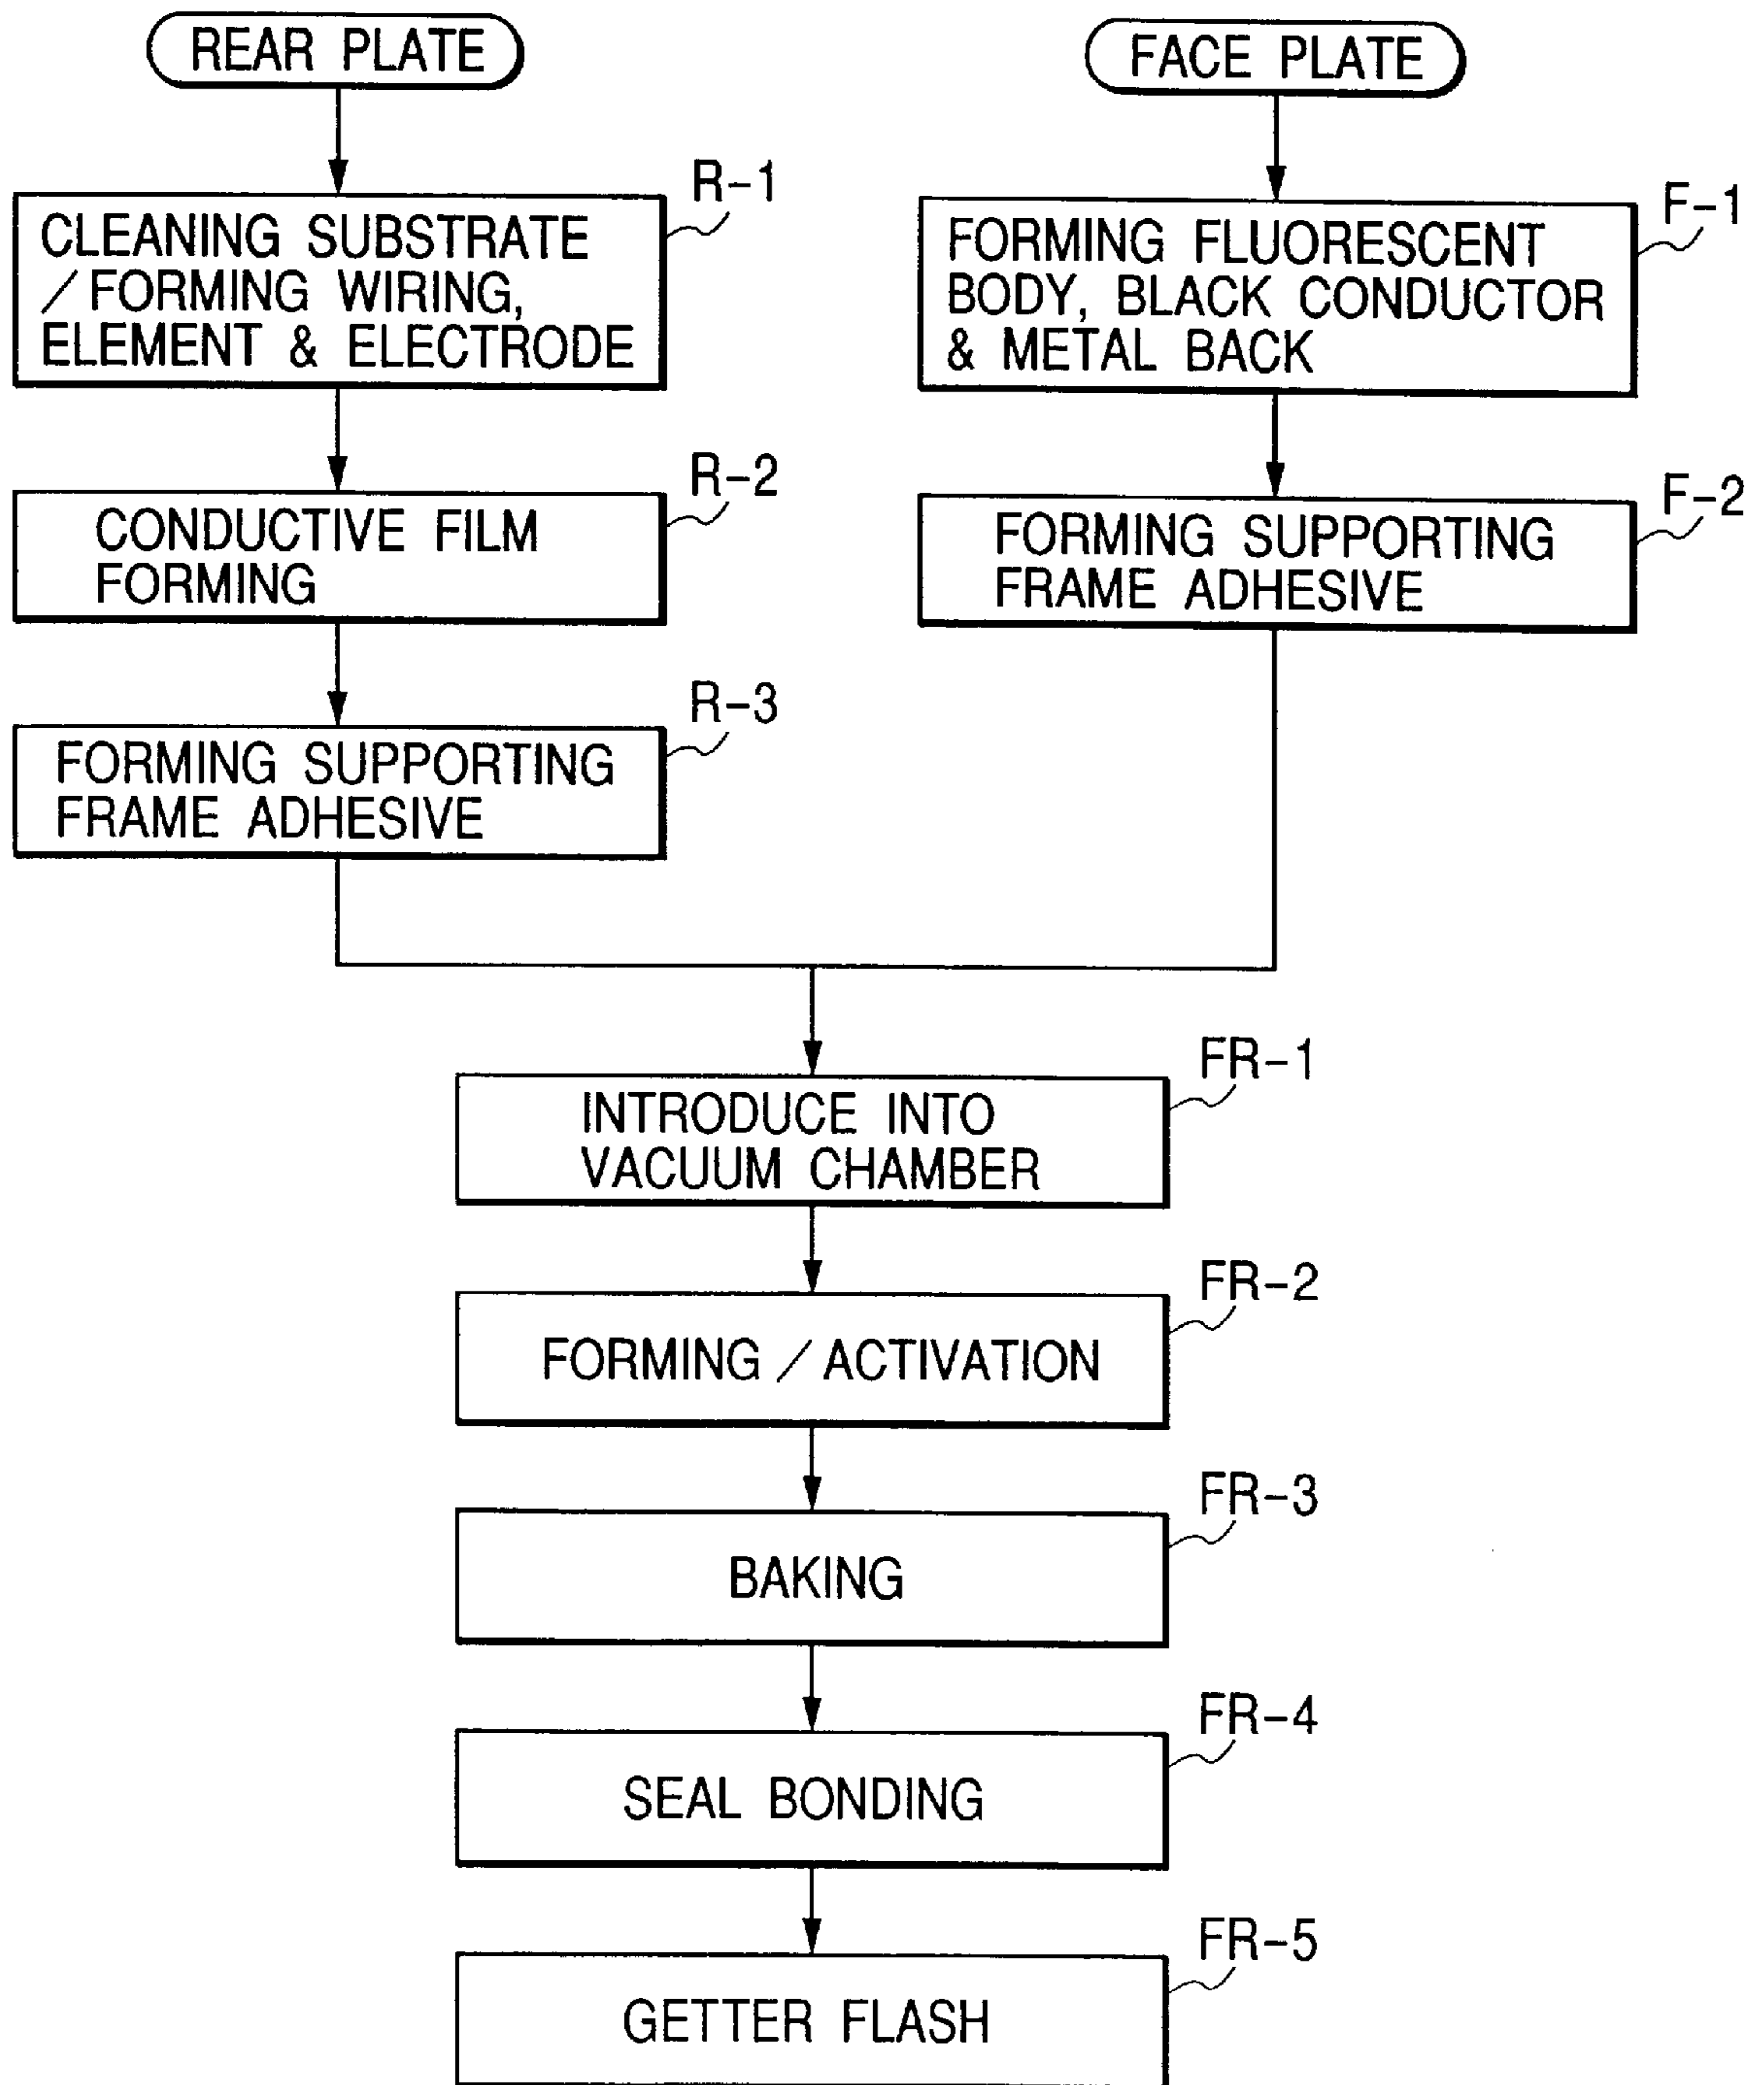 REAR PLATE
R-1
CLEANING SUBSTRATE
/FORMING WIRING,
ELEMENT & ELECTRODE
R-2
CONDUCTIVE FILM
FORMING
R-3
FORMING SUPPORTING
FRAME ADHESIVE
FACE PLATE
F-1
FORMING FLUORESCENT
BODY, BLACK CONDUCTOR
& METAL BACK
F-2
FORMING SUPPORTING
FRAME ADHESIVE
FR-1
INTRODUCE INTO
VACUUM CHAMBER
FR-2
FORMING / ACTIVATION
FR-3
BAKING
FR-4
SEAL BONDING
FR-5
GETTER FLASH